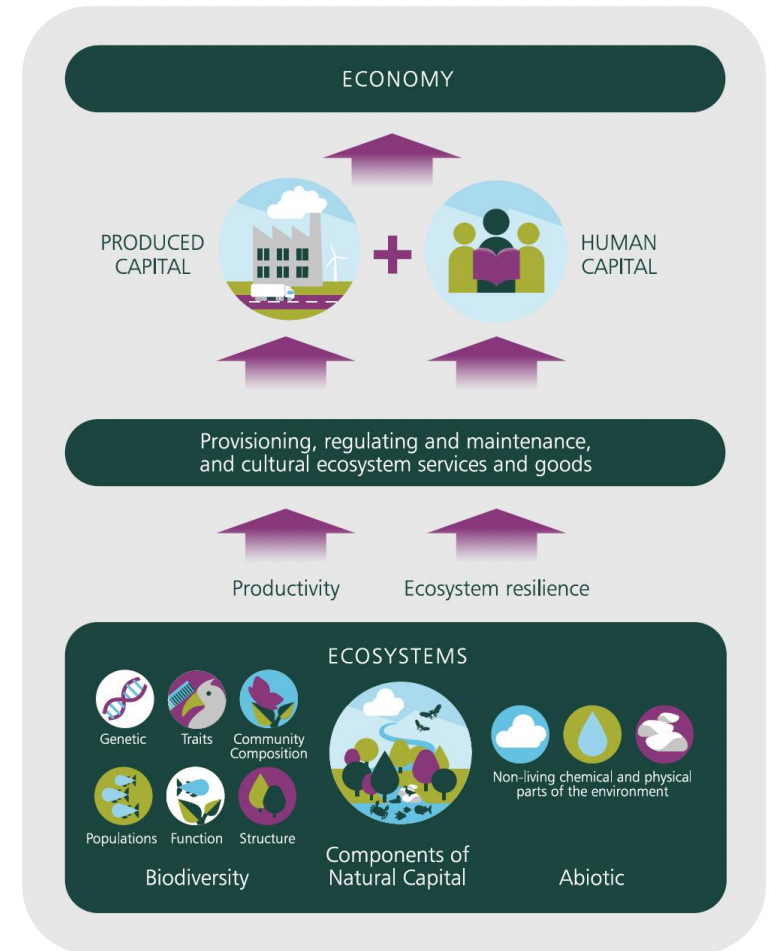 ECONOMY
PRODUCED
CAPITAL
HUMAN
CAPITAL
Provisioning, regulating and maintenance,
and cultural ecosystem services and goods
Productivity
Ecosystem resilience
ECOSYSTEMS
Genetic
Traits
Community
Composition
Populations
Function
Structure
Biodiversity
Components of
Natural Capital
Non-living chemical and physical
parts of the environment
Abiotic